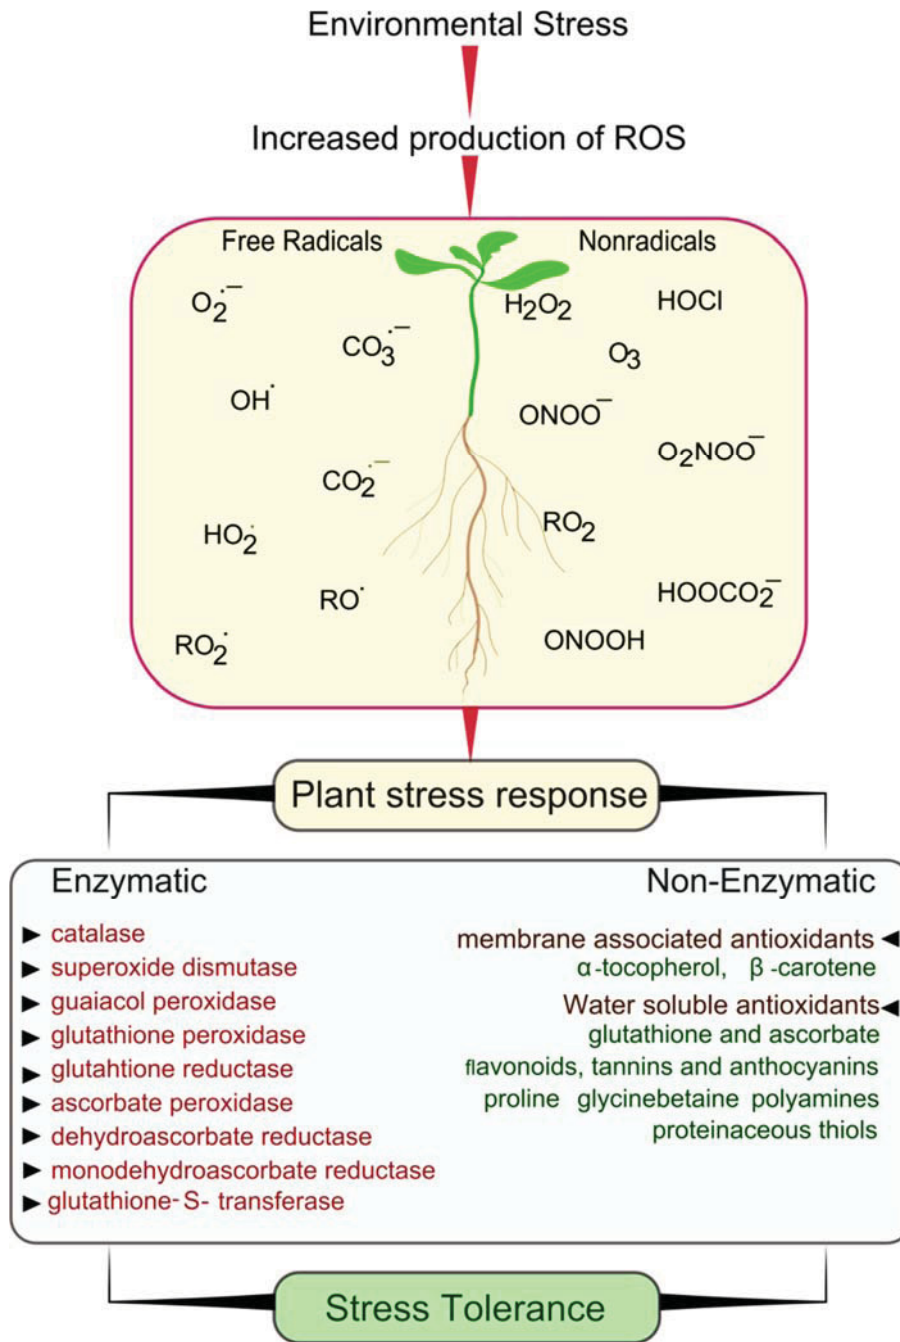 Environmental Stress
Increased production of ROS
Free Radicals
Nonradicals
O₂˙⁻
H₂O₂
HOCl
CO₃˙⁻
O₃
OH˙
ONOO⁻
O₂NOO⁻
CO₂˙⁻
HO₂˙
RO₂
RO˙
HOOCO₂⁻
RO₂˙
ONOOH
Plant stress response
Enzymatic
catalase
superoxide dismutase
guaiacol peroxidase
glutathione peroxidase
glutahtione reductase
ascorbate peroxidase
dehydroascorbate reductase
monodehydroascorbate reductase
glutathione-S- transferase
Non-Enzymatic
membrane associated antioxidants
α-tocopherol, β -carotene
Water soluble antioxidants
glutathione and ascorbate
flavonoids, tannins and anthocyanins
proline glycinebetaine polyamines
proteinaceous thiols
Stress Tolerance